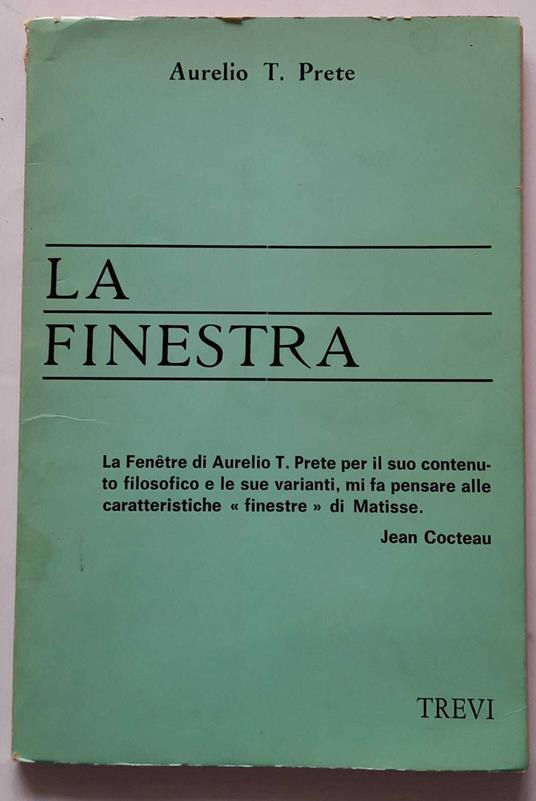 Aurelio T. Prete
LA
FINESTRA
La Fenêtre di Aurelio T. Prete per il suo contenu-
to filosofico e le sue varianti, mi fa pensare alle
caratteristiche « finestre » di Matisse.
Jean Cocteau
TREVI